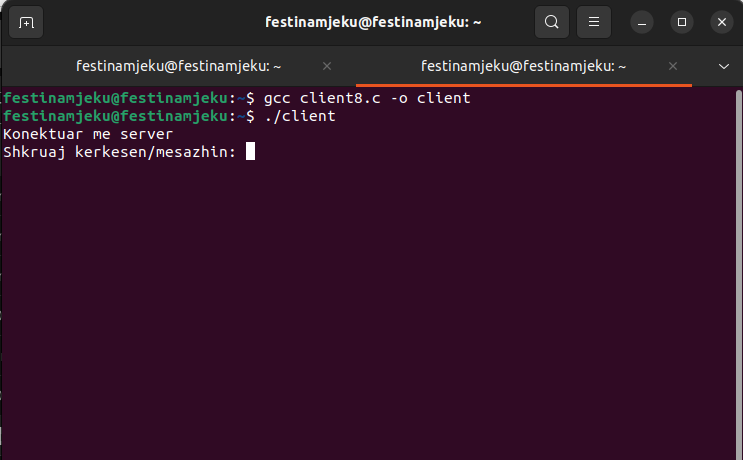 festinamjeku@festinamjeku: ~
festinamjeku@festinamjeku: ~
festinamjeku@festinamjeku: ~
festinamjeku@festinamjeku:~$ gcc client8.c -o client
festinamjeku@festinamjeku:~$ ./client
Konektuar me server
Shkruaj kerkesen/mesazhin: